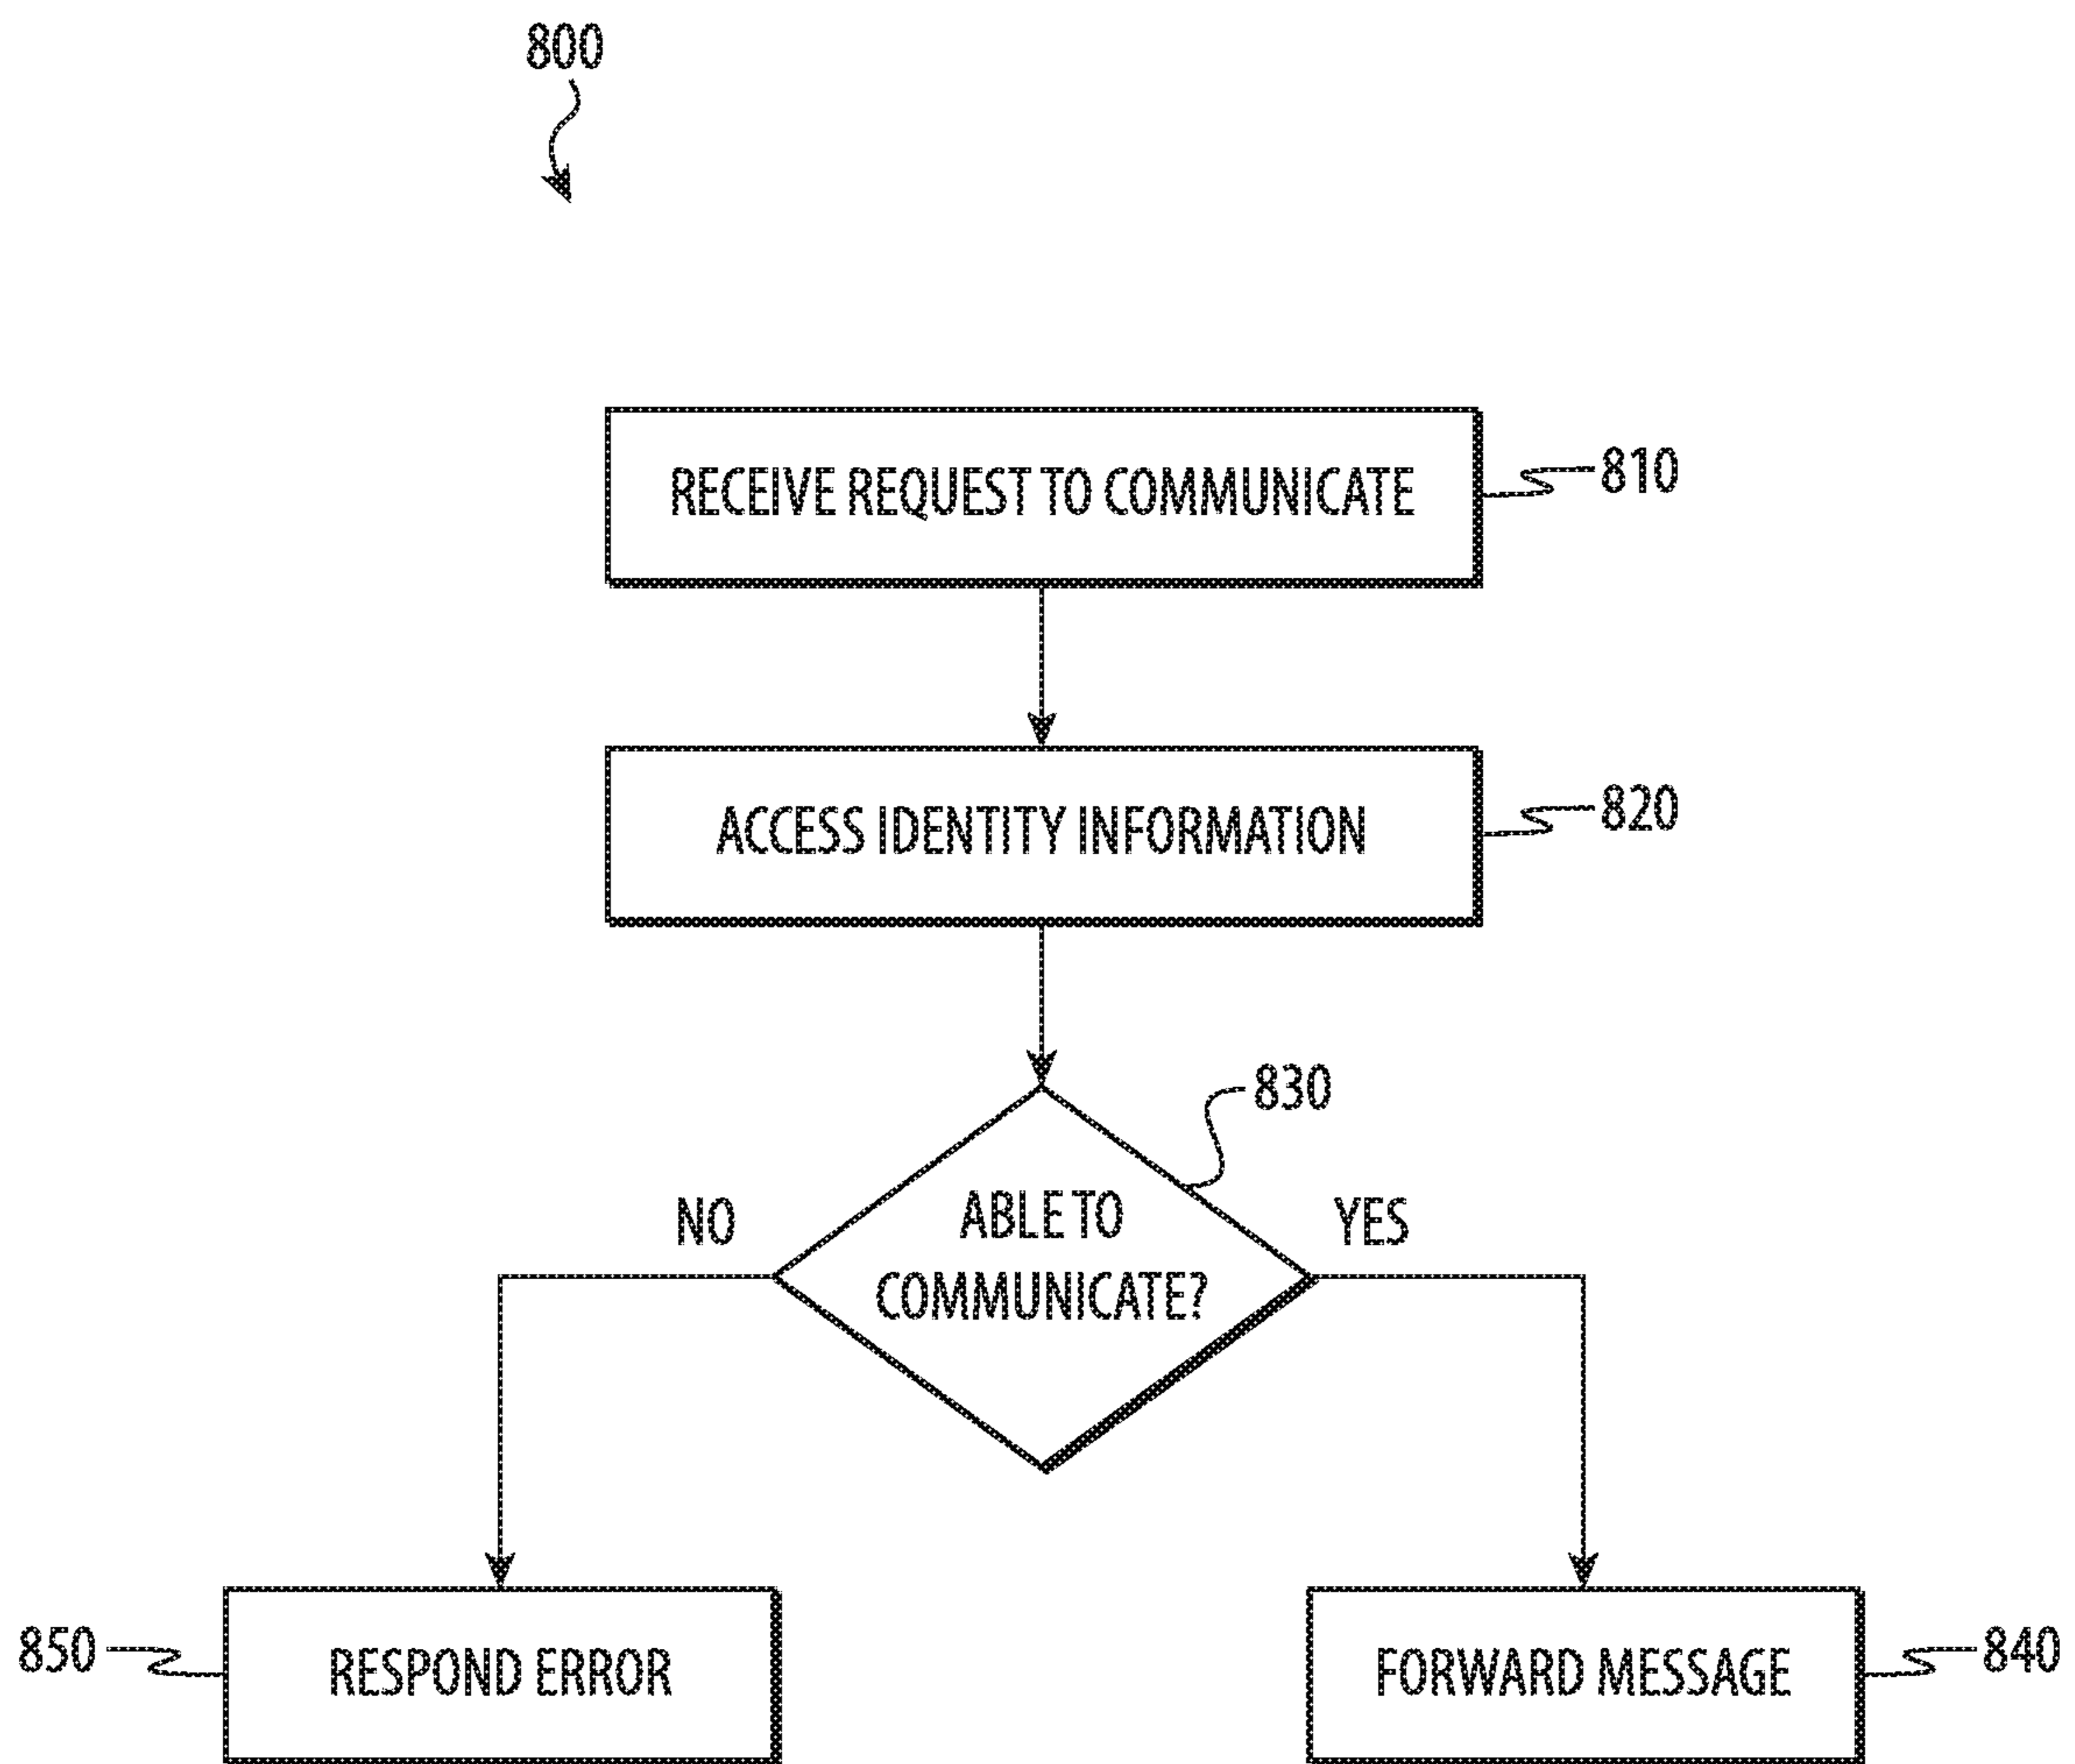 800
RECEIVE REQUEST TO COMMUNICATE
810
ACCESS IDENTITY INFORMATION
820
830
ABLE TO
COMMUNICATE?
NO
YES
850
RESPOND ERROR
FORWARD MESSAGE
840